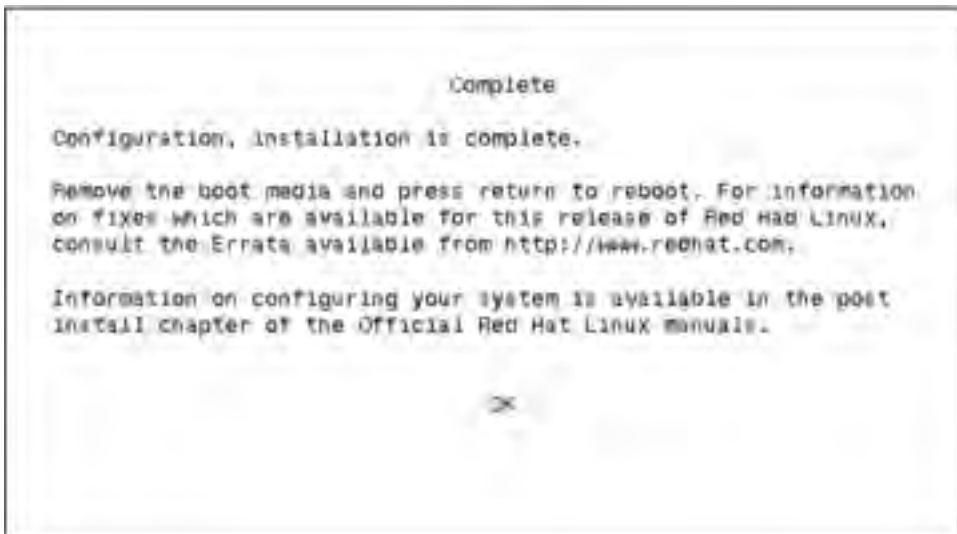 Complete
Configuration, installation is complete.
Remove the boot media and press return to reboot. For information
on fixes which are available for this release of Red Had Linux,
consult the Errata available from http://www.redhat.com.
Information on configuring your system is available in the post
install chapter of the Official Red Hat Linux manuals.
OK